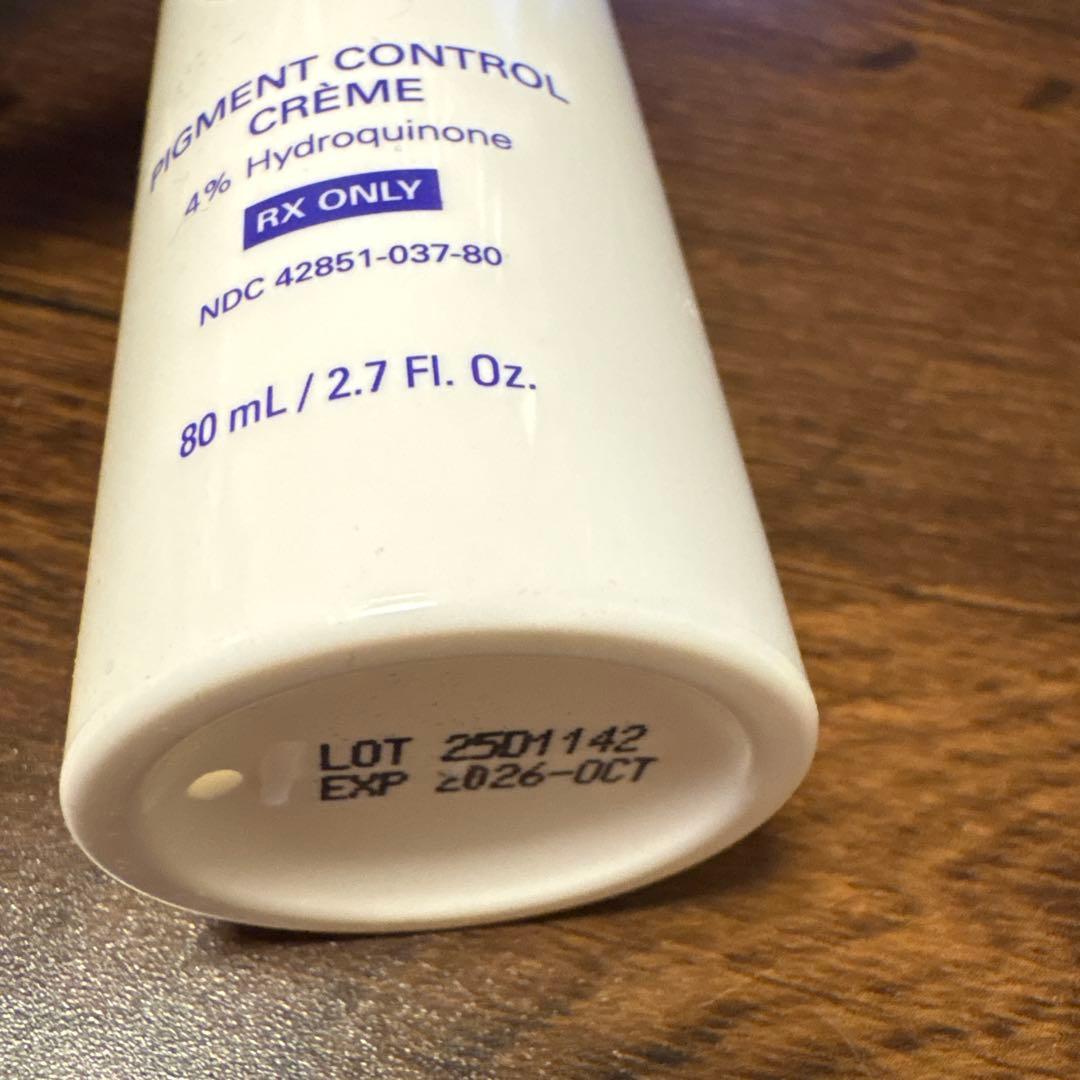 PIGMENT CONTROL
CRÈME
4% Hydroquinone
RX ONLY
NDC 42851-037-80
80 mL / 2.7 Fl. Oz.
LOT 25D1142
EXP 2026-OCT